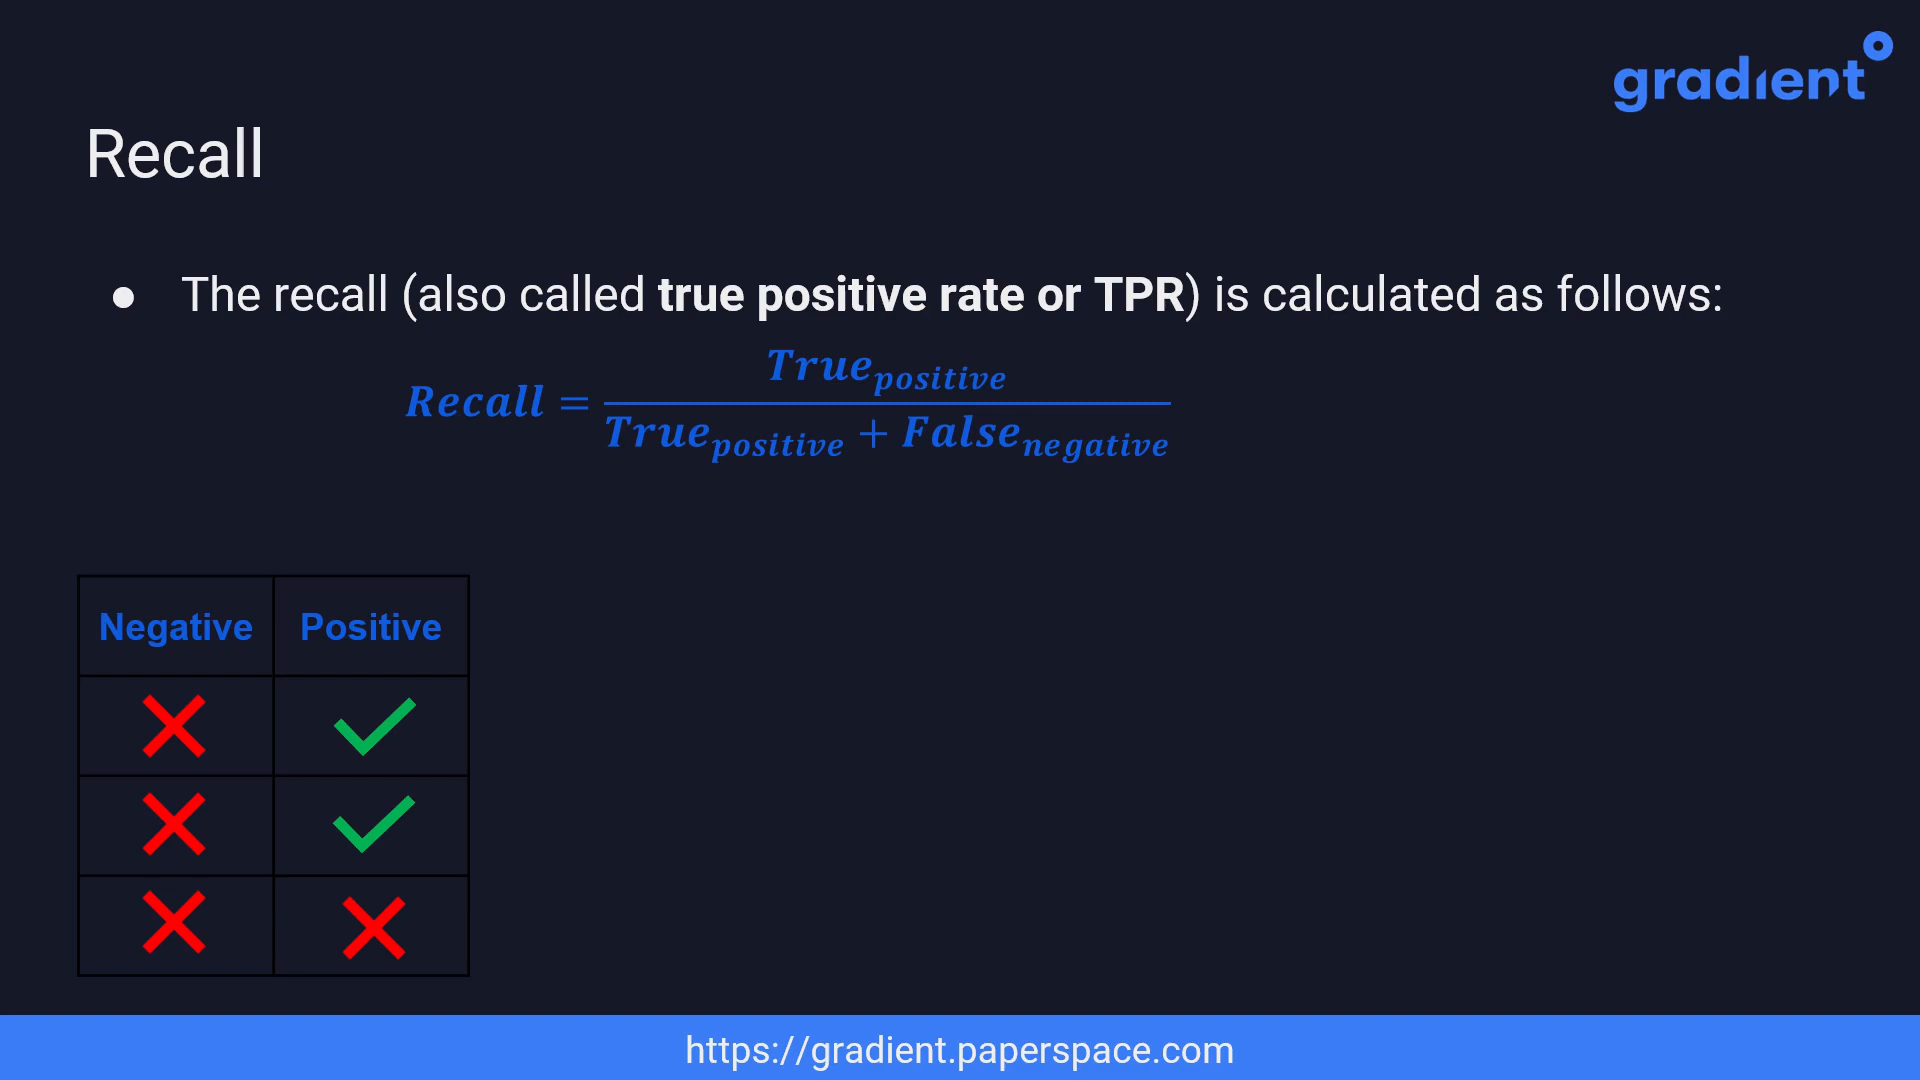 gradient
Recall
● The recall (also called true positive rate or TPR) is calculated as follows:
Recall = True_positive / (True_positive + False_negative)
Negative Positive
https://gradient.paperspace.com